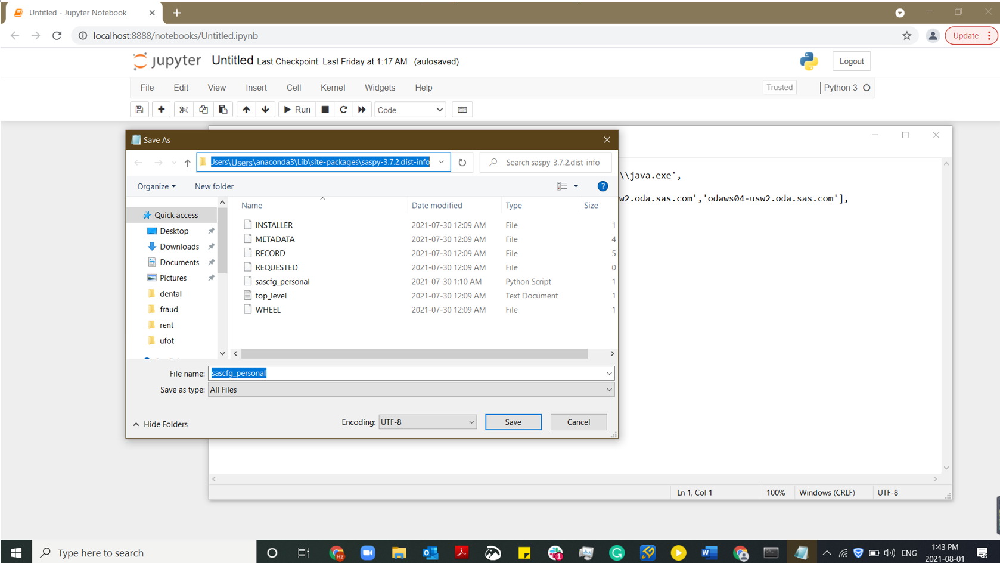 Untitled - Jupyter Notebook
localhost:8888/notebooks/Untitled.ipynb
Update
jupyter Untitled Last Checkpoint: Last Friday at 1:17 AM (autosaved)
Logout
File Edit View Insert Cell Kernel Widgets Help
Trusted
Python 3
Run
Code
Save As
Users\Users\anaconda3\Lib\site-packages\saspy-3.7.2.dist-info
Search saspy-3.7.2.dist-info
\\java.exe',
Organize New folder
?
w2.oda.sas.com','odaws04-usw2.oda.sas.com'],
Name Date modified Type Size
Quick access
Desktop
Downloads
Documents
Pictures
dental
fraud
rent
ufot
INSTALLER 2021-07-30 12:09 AM File 1
METADATA 2021-07-30 12:09 AM File 4
RECORD 2021-07-30 12:09 AM File 5
REQUESTED 2021-07-30 12:09 AM File 0
sascfg_personal 2021-07-30 1:10 AM Python Script 1
top_level 2021-07-30 12:09 AM Text Document 1
WHEEL 2021-07-30 12:09 AM File 1
File name: sascfg_personal
Save as type: All Files
Hide Folders
Encoding: UTF-8
Save
Cancel
Ln 1, Col 1 100% Windows (CRLF) UTF-8
Type here to search
Hz
1
ENG
1:43 PM
2021-08-01